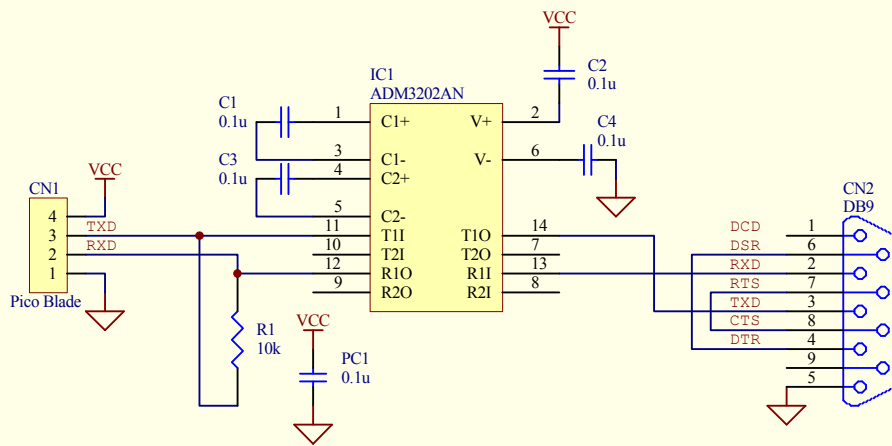 VCC
C2
0.1u
IC1
ADM3202AN
C1
0.1u
1
C1+
V+
2
C4
0.1u
3
C1-
V-
6
C3
0.1u
4
C2+
VCC
CN1
CN2
DB9
4
5
C2-
3
TXD
11
T1I
T1O
14
DCD
1
2
RXD
10
T2I
T2O
7
DSR
6
1
12
R1O
R1I
13
RXD
2
9
R2O
R2I
8
RTS
7
Pico Blade
TXD
3
R1
10k
VCC
CTS
8
DTR
4
PC1
0.1u
9
5